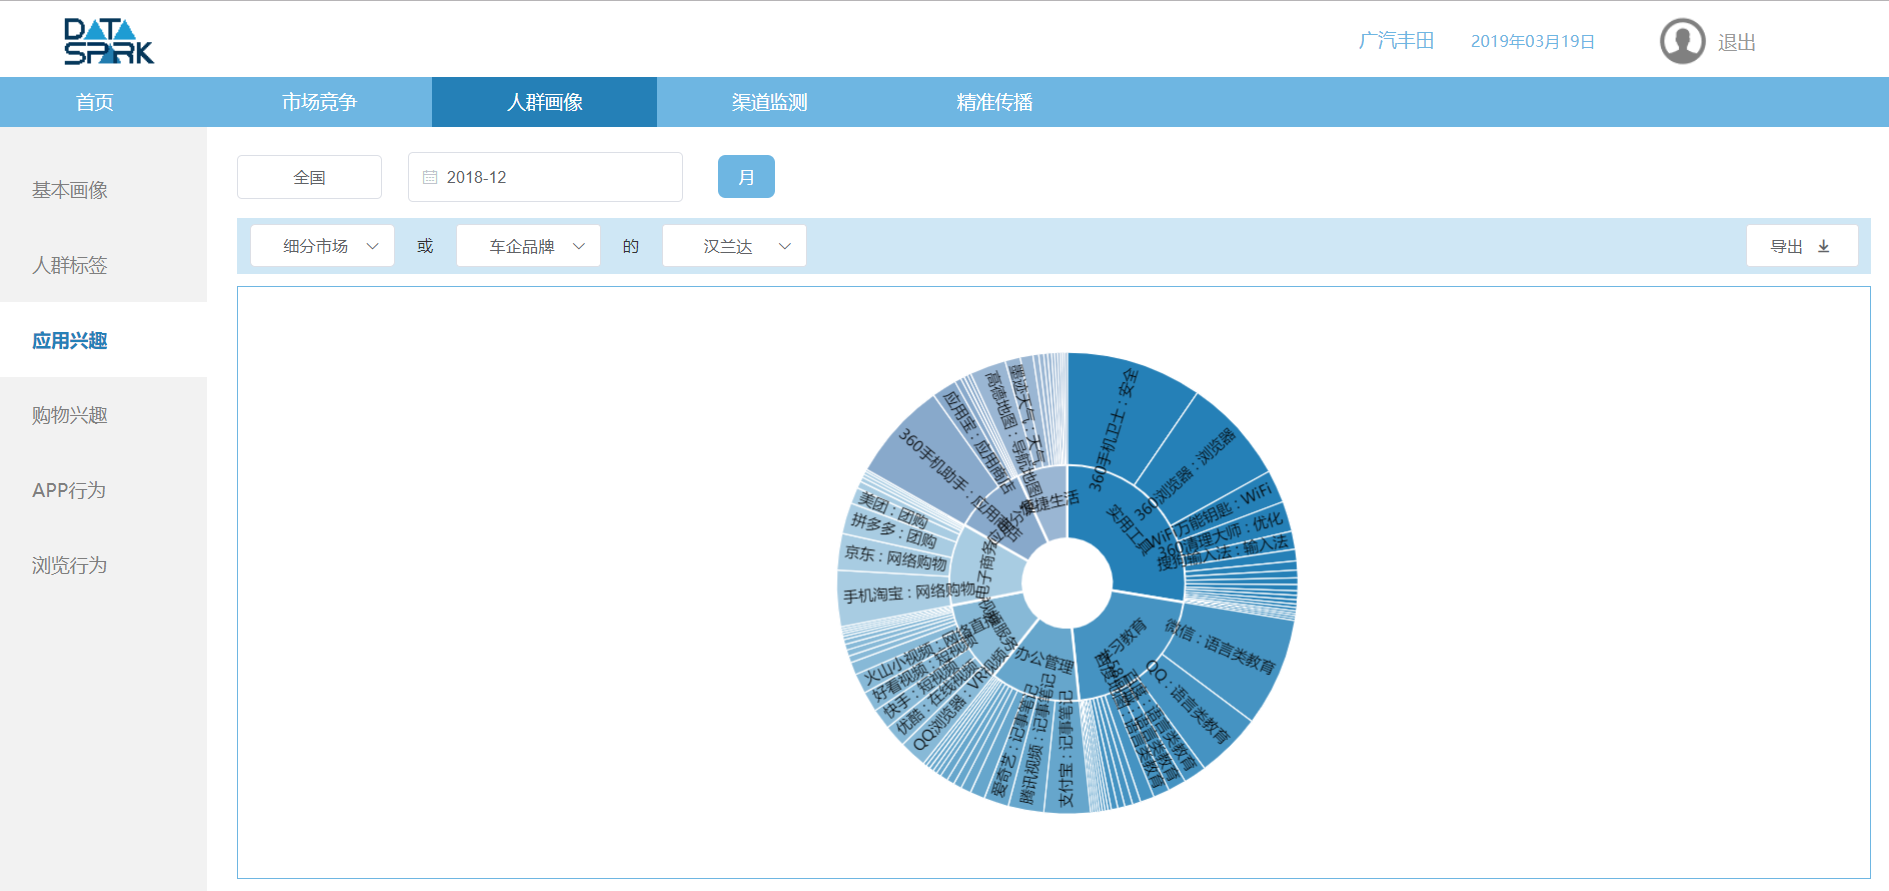 DATA
SPARK
广汽丰田
2019年03月19日
退出
首页
市场竞争
人群画像
渠道监测
精准传播
基本画像
人群标签
应用兴趣
购物兴趣
APP行为
浏览行为
全国
2018-12
月
细分市场
或
车企品牌
的
汉兰达
导出
360手机卫士：安全
360浏览器：浏览器
WiFi万能钥匙：WiFi
360清理大师：优化
搜狗输入法：输入法
实用工具
微信：语言类教育
QQ：语言类教育
学习教育
支付宝：记事笔记
腾讯视频：记事笔记
爱奇艺：记事笔记
办公管理
QQ浏览器：VR视频
优酷：在线视频
快手：短视频
好看视频：短视频
火山小视频：网络直播
视频服务
手机淘宝：网络购物
京东：网络购物
拼多多：团购
美团：团购
电子商务
360手机助手：应用商店
应用宝：应用商店
高德地图：导航地图
墨迹天气：天气
便捷生活